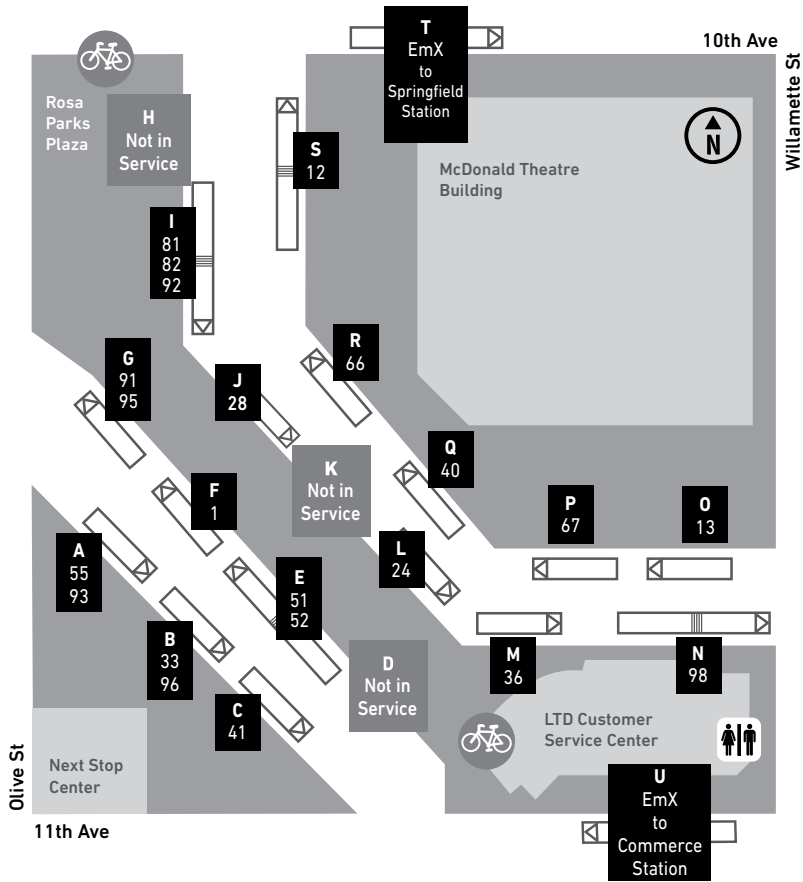 T
EmX
to
Springfield
Station
10th Ave
Willamette St
Rosa
Parks
Plaza
H
Not in
Service
S
12
N
McDonald Theatre
Building
I
81
82
92
G
91
95
J
28
R
66
K
Not in
Service
Q
40
F
1
P
67
O
13
A
55
93
L
24
E
51
52
B
33
96
D
Not in
Service
M
36
N
98
C
41
LTD Customer
Service Center
Olive St
Next Stop
Center
U
EmX
to
Commerce
Station
11th Ave